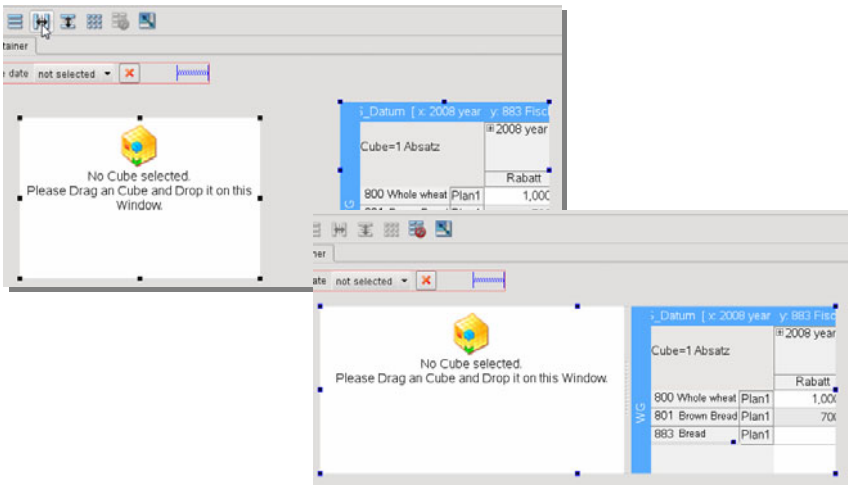 tainer
date not selected
_Datum [ x: 2008 year y: 883 Fisc
No Cube selected.
Please Drag an Cube and Drop it on this
Window.
Cube=1 Absatz
2008 year
Rabatt
800 Whole wheat Plan1 1,000
ner
ate not selected
_Datum [ x: 2008 year y: 883 Fisc
No Cube selected.
Please Drag an Cube and Drop it on this Window.
Cube=1 Absatz
2008 year
Rabatt
WG
800 Whole wheat Plan1 1,00
801 Brown Bread Plan1 70
883 Bread Plan1